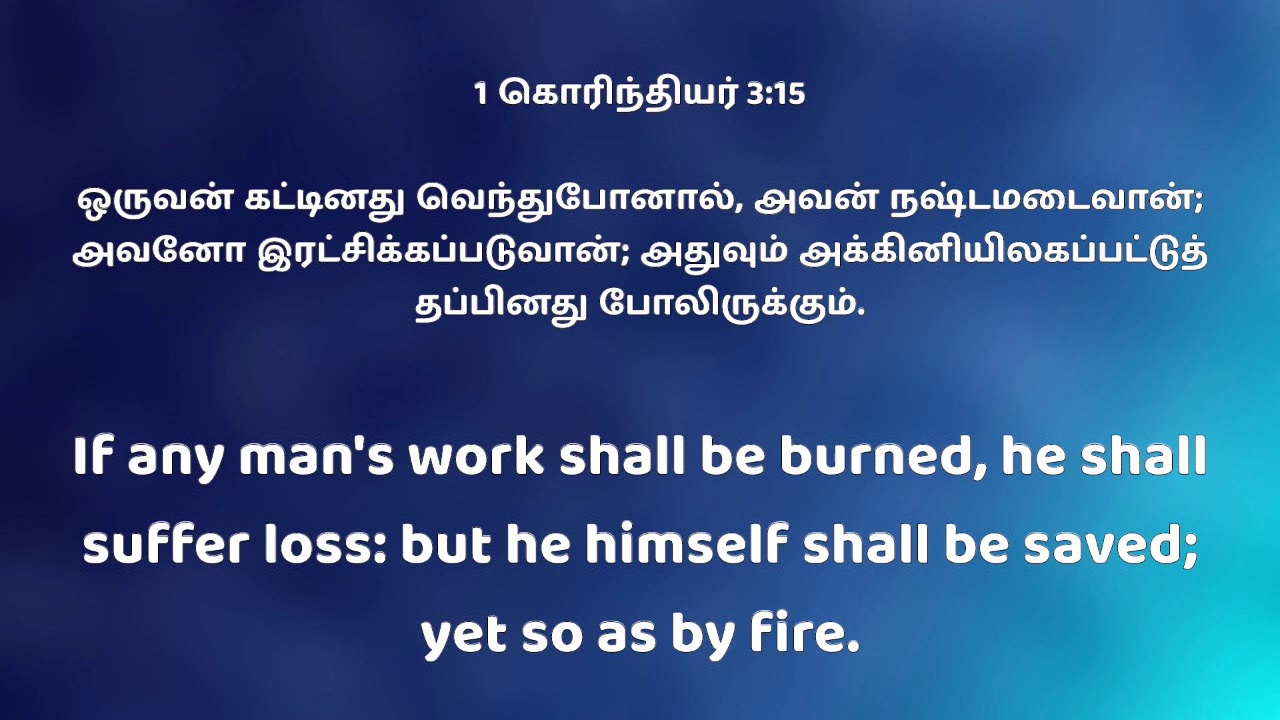 1 கொரிந்தியர் 3:15
ஒருவன் கட்டினது வெந்துபோனால், அவன் நஷ்டமடைவான்;
அவனோ இரட்சிக்கப்படுவான்; அதுவும் அக்கினியிலகப்பட்டுத்
தப்பினது போலிருக்கும்.
If any man's work shall be burned, he shall
suffer loss: but he himself shall be saved;
yet so as by fire.